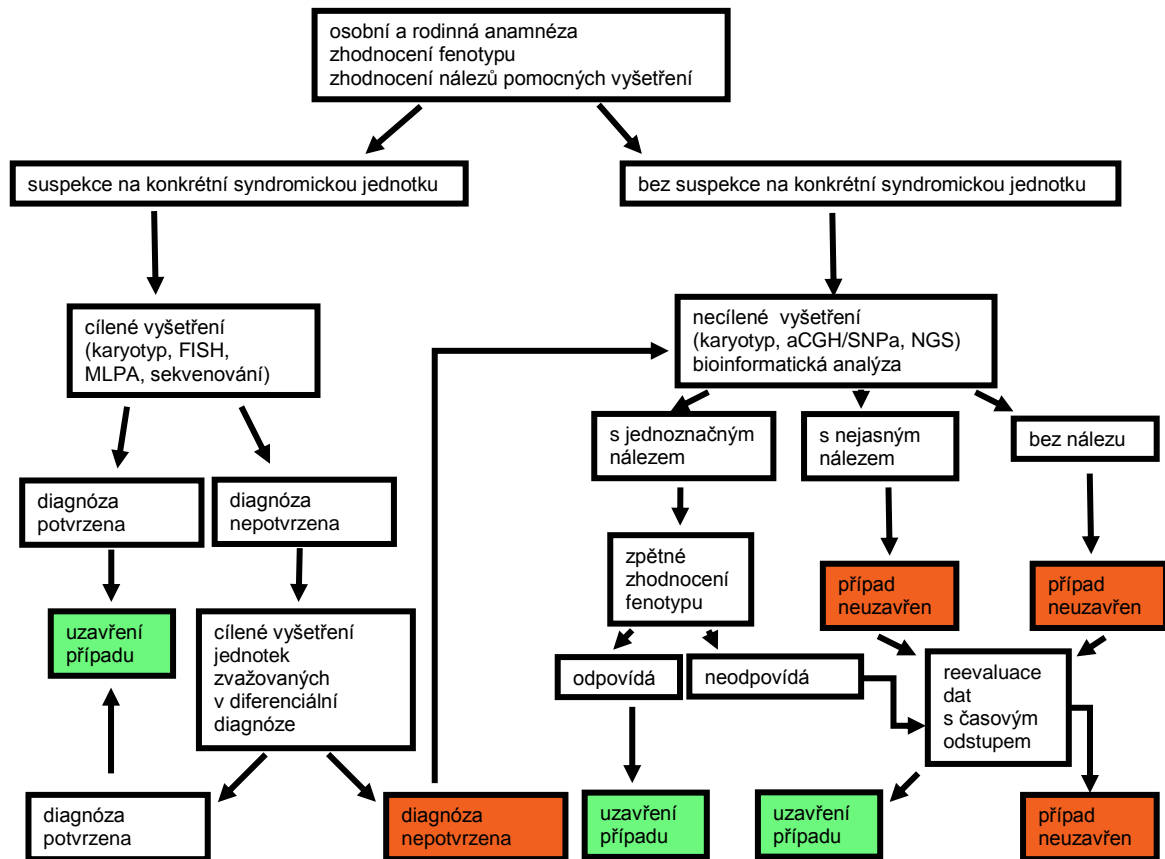 osobní a rodinná anamnéza
zhodnocení fenotypu
zhodnocení nálezů pomocných vyšetření
suspekce na konkrétní syndromickou jednotku
bez suspekce na konkrétní syndromickou jednotku
cílené vyšetření
(karyotyp, FISH,
MLPA, sekvenování)
necílené vyšetření
(karyotyp, aCGH/SNPa, NGS)
bioinformatická analýza
s jednoznačným
nálezem
s nejasným
nálezem
bez nálezu
diagnóza
potvrzena
diagnóza
nepotvrzena
zpětné
zhodnocení
fenotypu
případ
neuzavřen
případ
neuzavřen
uzavření
případu
cílené vyšetření
jednotek
zvažovaných
v diferenciální
diagnóze
odpovídá
neodpovídá
reevaluace
dat
s časovým
odstupem
diagnóza
potvrzena
diagnóza
nepotvrzena
uzavření
případu
uzavření
případu
případ
neuzavřen